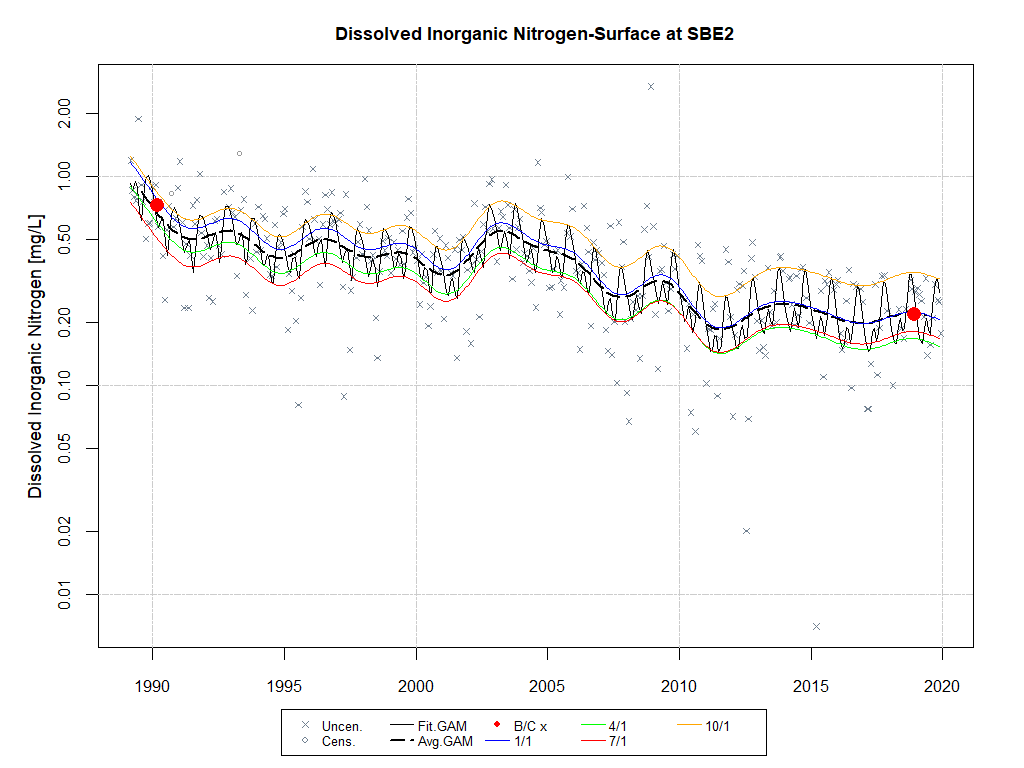 Dissolved Inorganic Nitrogen-Surface at SBE2
Dissolved Inorganic Nitrogen [mg/L]
2.00
1.00
0.50
0.20
0.10
0.05
0.02
0.01
1990 1995 2000 2005 2010 2015 2020
Uncen. Fit.GAM B/C x 4/1 10/1
Cens. Avg.GAM 1/1 7/1